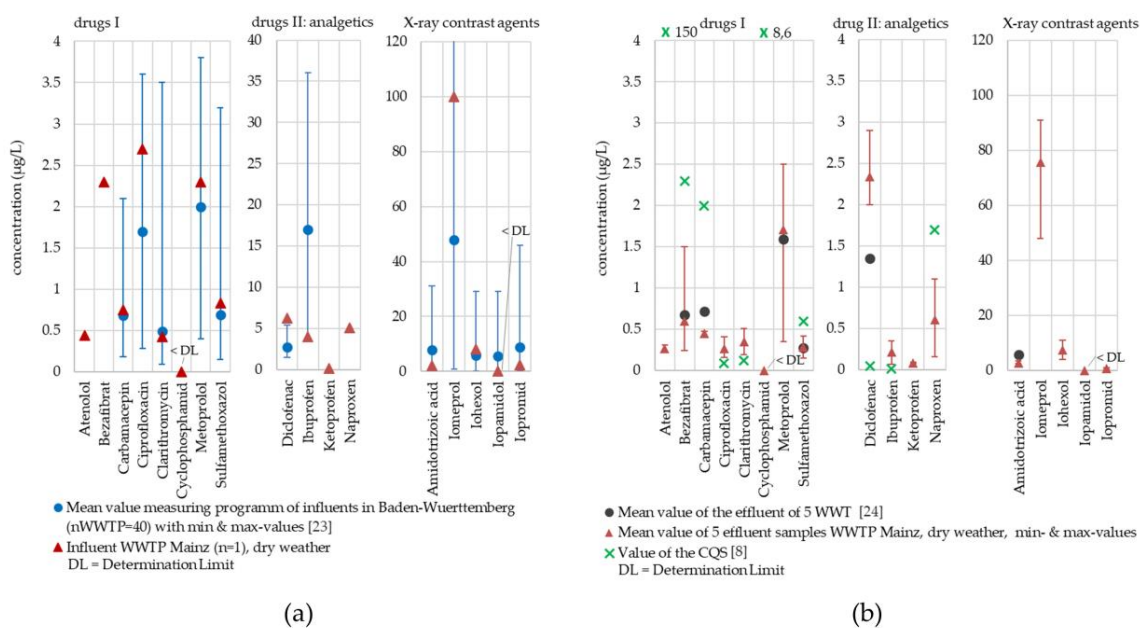 drugs I
drugs II: analgetics
X-ray contrast agents
concentration (µg/L)
4
3.5
3
2.5
2
1.5
1
0.5
0
40
35
30
25
20
15
10
5
0
120
100
80
60
40
20
0
< DL
< DL
Atenolol
Bezafibrat
Carbamacepin
Ciprofloxacin
Clarithromycin
Cyclophosphamid
Metoprolol
Sulfamethoxazol
Diclofenac
Ibuprofen
Ketoprofen
Naproxen
Amidotrizoic acid
Iomeprol
Iohexol
Iopamidol
Iopromid
Mean value measuring programm of influents in Baden-Wuerttemberg
(nWWTP=40) with min & max-values [23]
Influent WWTP Mainz (n=1), dry weather
DL = Determination Limit
(a)
drugs I
drug II: analgetics
X-ray contrast agents
150
8,6
concentration (µg/L)
4
3.5
3
2.5
2
1.5
1
0.5
0
4
3.5
3
2.5
2
1.5
1
0.5
0
120
100
80
60
40
20
0
< DL
< DL
Atenolol
Bezafibrat
Carbamacepin
Ciprofloxacin
Clarithromycin
Cyclophosphamid
Metoprolol
Sulfamethoxazol
Diclofenac
Ibuprofen
Ketoprofen
Naproxen
Amidotrizoic acid
Iomeprol
Iohexol
Iopamidol
Iopromid
Mean value of the effluent of 5 WWT [24]
Mean value of 5 effluent samples WWTP Mainz, dry weather, min- & max-values
Value of the CQS [8]
DL = Determination Limit
(b)